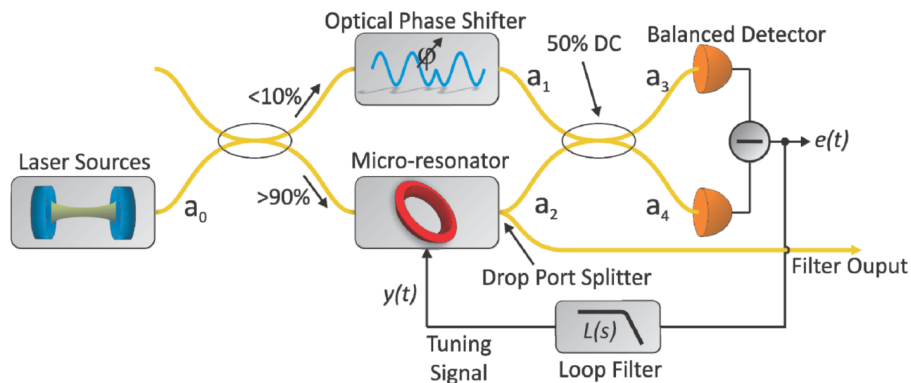 Optical Phase Shifter
φ
50% DC
Balanced Detector
<10%
a₁
a₃
e(t)
Laser Sources
a₀
>90%
Micro-resonator
a₂
a₄
Drop Port Splitter
Filter Ouput
y(t)
Tuning
Signal
L(s)
Loop Filter